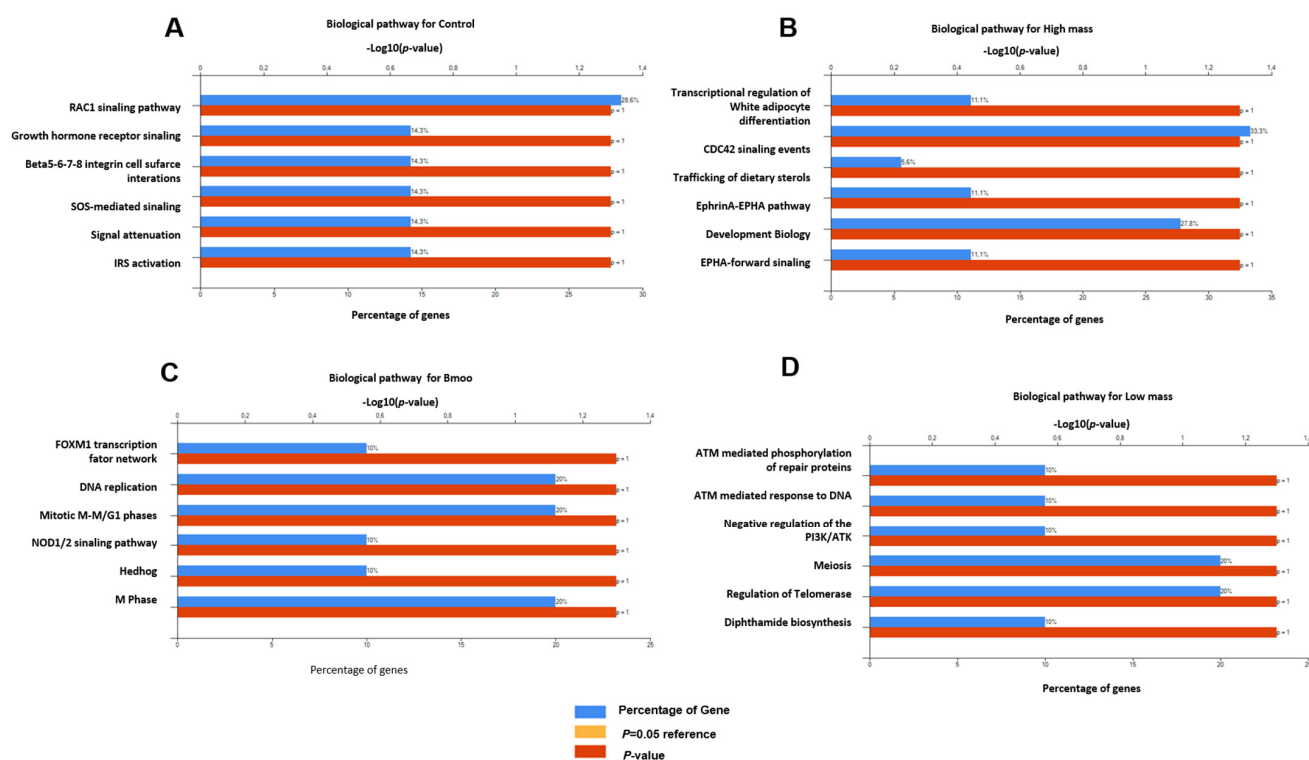 A
Biological pathway for Control
-Log10(p-value)
0 0,2 0,4 0,6 0,8 1 1,2 1,4
RAC1 sinaling pathway
28,6%
p = 1
Growth hormone receptor sinaling
14,3%
p = 1
Beta5-6-7-8 integrin cell sufarce
interations
14,3%
p = 1
SOS-mediated sinaling
14,3%
p = 1
Signal attenuation
14,3%
p = 1
IRS activation
14,3%
p = 1
0 5 10 15 20 25 30
Percentage of genes
B
Biological pathway for High mass
-Log10(p-value)
0 0,2 0,4 0,6 0,8 1 1,2 1,4
Transcriptional regulation of
White adipocyte
differentiation
11,1%
p = 1
CDC42 sinaling events
33,3%
p = 1
Trafficking of dietary sterols
5,6%
p = 1
EphrinA-EPHA pathway
11,1%
p = 1
Development Biology
27,8%
p = 1
EPHA-forward sinaling
11,1%
p = 1
0 5 10 15 20 25 30 35
Percentage of genes
C
Biological pathway for Bmoo
-Log10(p-value)
0 0,2 0,4 0,6 0,8 1 1,2 1,4
FOXM1 transcription
fator network
10%
p = 1
DNA replication
20%
p = 1
Mitotic M-M/G1 phases
20%
p = 1
NOD1/2 sinaling pathway
10%
p = 1
Hedhog
10%
p = 1
M Phase
20%
p = 1
0 5 10 15 20 25
Percentage of genes
D
Biological pathway for Low mass
-Log10(p-value)
0 0,2 0,4 0,6 0,8 1 1,2 1,4
ATM mediated phosphorylation
of repair proteins
10%
p = 1
ATM mediated response to DNA
10%
p = 1
Negative regulation of the
PI3K/ATK
10%
p = 1
Meiosis
20%
p = 1
Regulation of Telomerase
20%
p = 1
Diphthamide biosynthesis
10%
p = 1
0 5 10 15 20 25
Percentage of genes
Percentage of Gene
P=0.05 reference
P-value